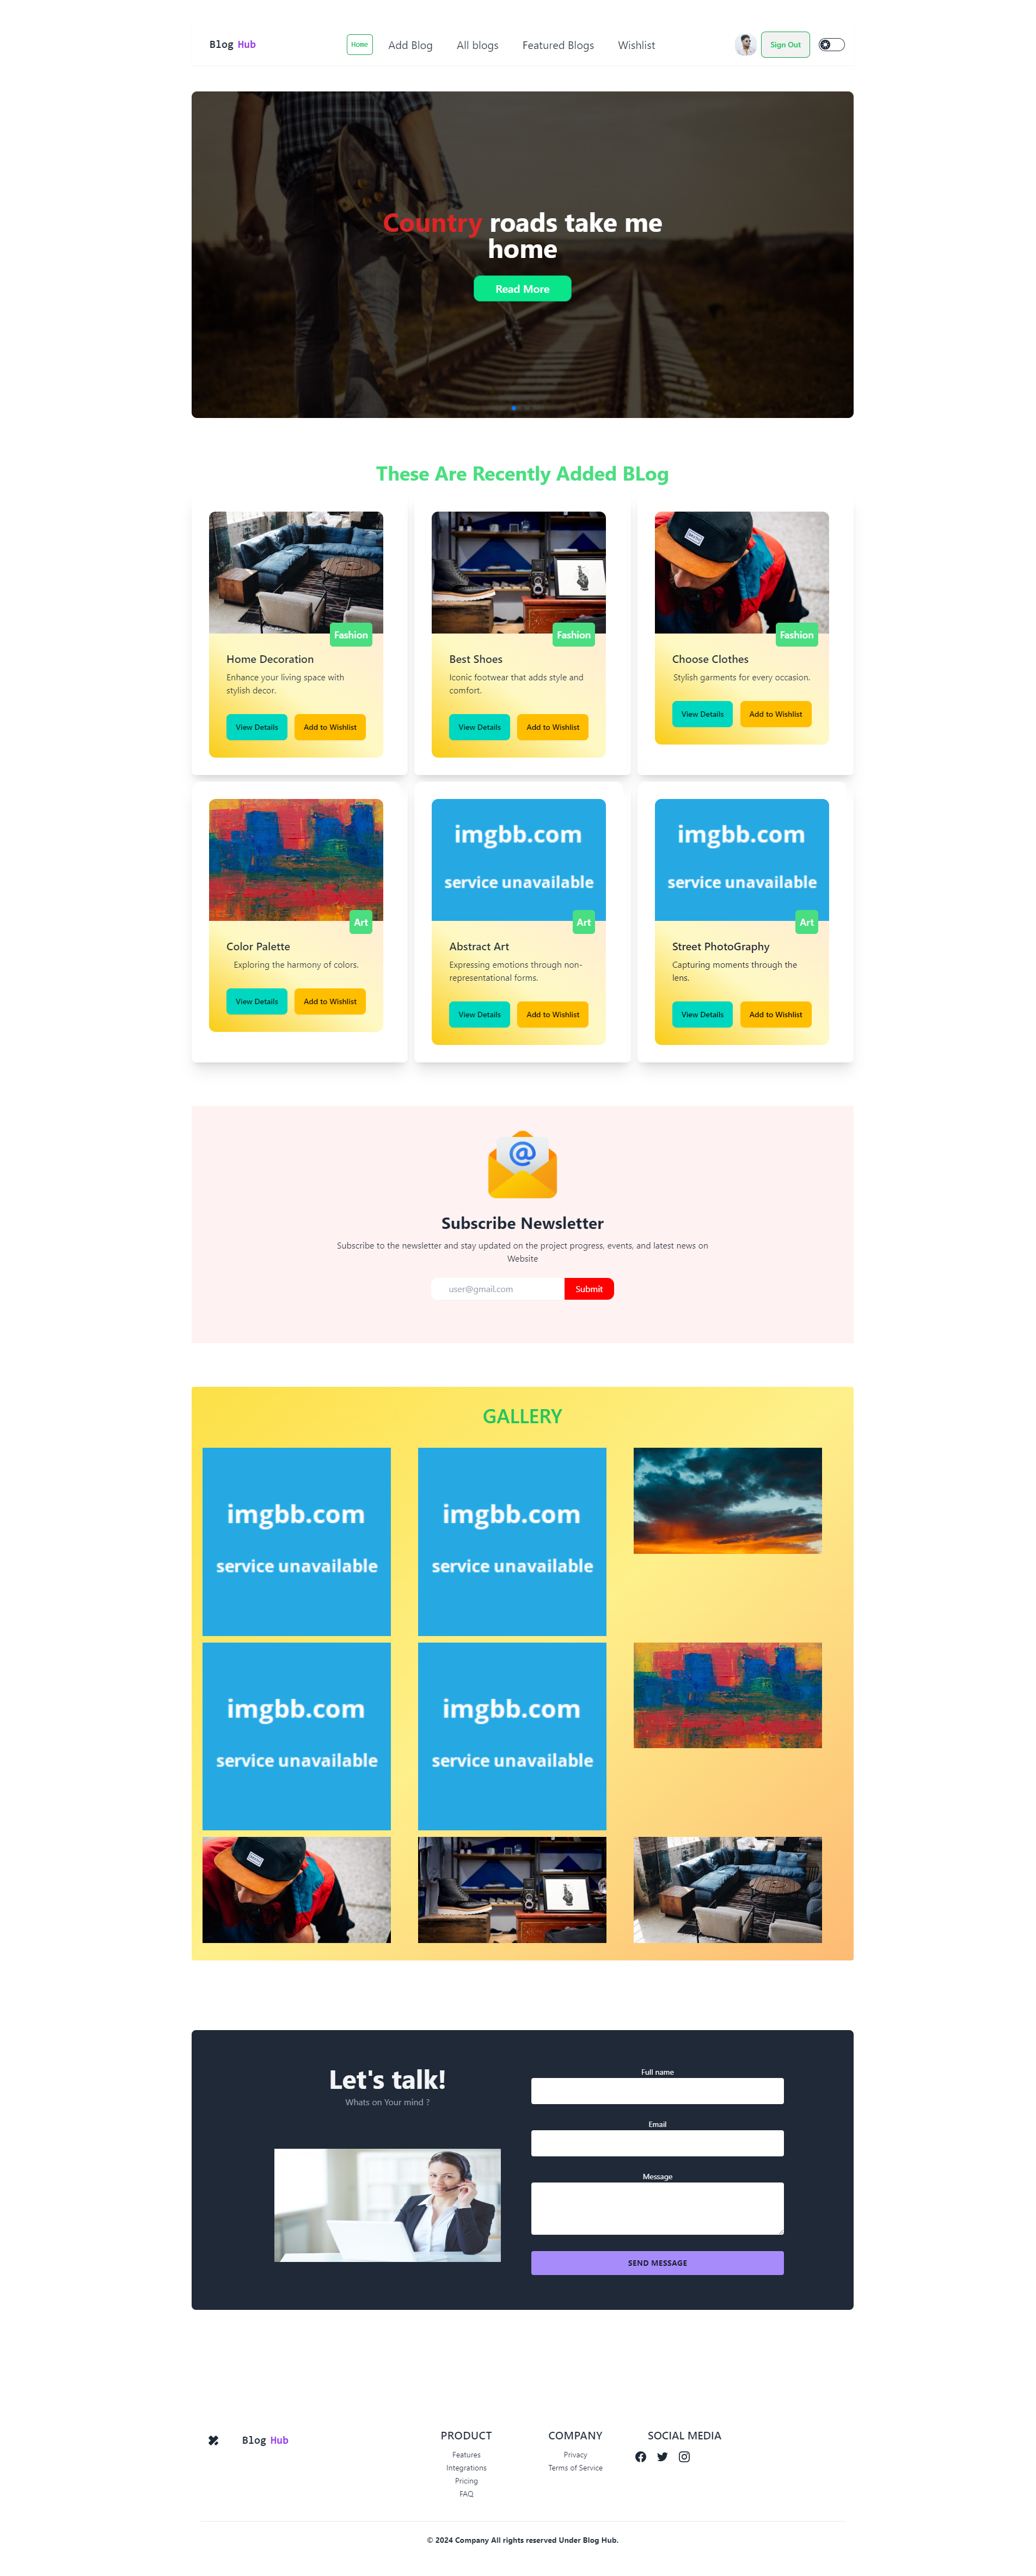 Blog Hub
Home
Add Blog
All blogs
Featured Blogs
Wishlist
Sign Out
Country roads take me
home
Read More
These Are Recently Added BLog
Fashion
Home Decoration
Enhance your living space with
stylish decor.
View Details
Add to Wishlist
Fashion
Best Shoes
Iconic footwear that adds style and
comfort.
View Details
Add to Wishlist
Fashion
Choose Clothes
Stylish garments for every occasion.
View Details
Add to Wishlist
Art
Color Palette
Exploring the harmony of colors.
View Details
Add to Wishlist
imgbb.com
service unavailable
Art
Abstract Art
Expressing emotions through non-
representational forms.
View Details
Add to Wishlist
imgbb.com
service unavailable
Art
Street PhotoGraphy
Capturing moments through the
lens.
View Details
Add to Wishlist
@
Subscribe Newsletter
Subscribe to the newsletter and stay updated on the project progress, events, and latest news on
Website
user@gmail.com
Submit
GALLERY
imgbb.com
service unavailable
imgbb.com
service unavailable
imgbb.com
service unavailable
imgbb.com
service unavailable
Let's talk!
Whats on Your mind ?
Full name
Email
Message
SEND MESSAGE
Blog Hub
PRODUCT
Features
Integrations
Pricing
FAQ
COMPANY
Privacy
Terms of Service
SOCIAL MEDIA
© 2024 Company All rights reserved Under Blog Hub.